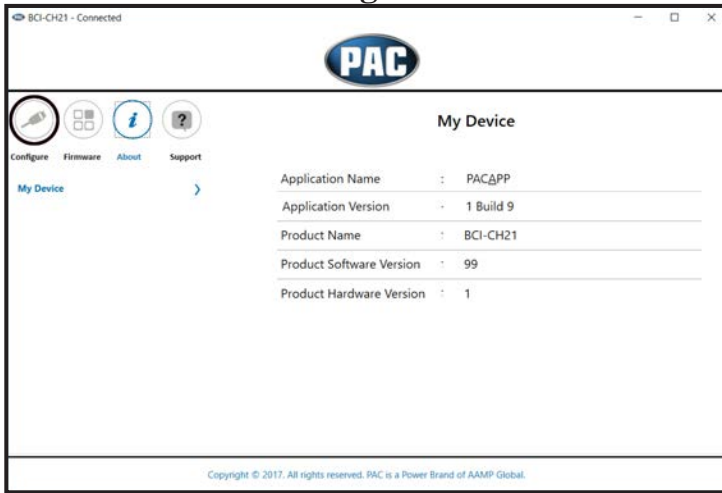 BCI-CH21 - Connected
PAC
Configure Firmware About Support
My Device
My Device
Application Name : PACAPP
Application Version - 1 Build 9
Product Name : BCI-CH21
Product Software Version : 99
Product Hardware Version : 1
Copyright © 2017. All rights reserved. PAC is a Power Brand of AAMP Global.